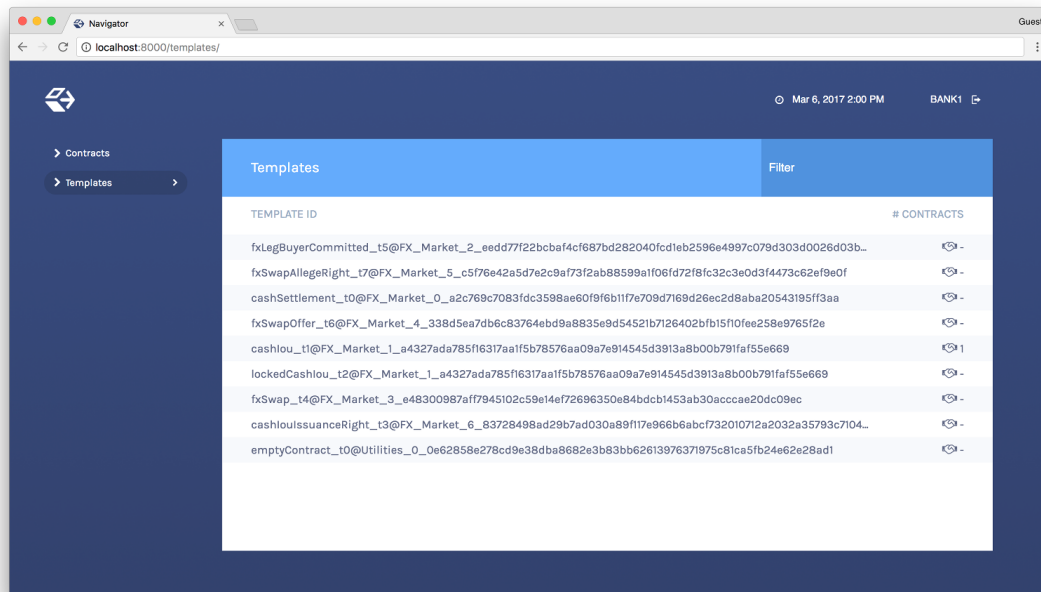 Navigator
Guest
localhost:8000/templates/
Mar 6, 2017 2:00 PM BANK1
Contracts
Templates
Templates Filter
TEMPLATE ID # CONTRACTS
fxLegBuyerCommitted_t5@FX_Market_2_eedd77f22bcbaf4cf687bd282040fcd1eb2596e4997c079d303d0026d03b... -
fxSwapAllegeRight_t7@FX_Market_5_c5f76e42a5d7e2c9af73f2ab88599a1f06fd72f8fc32c3e0d3f4473c62ef9e0f -
cashSettlement_t0@FX_Market_0_a2c769c7083fdc3598ae60f9f6b11f7e709d7169d26ec2d8aba20543195ff3aa -
fxSwapOffer_t6@FX_Market_4_338d5ea7db6c83764ebd9a8835e9d54521b7126402bfb15f10fee258e9765f2e -
cashIou_t1@FX_Market_1_a4327ada785f16317aa1f5b78576aa09a7e914545d3913a8b00b791faf55e669 1
lockedCashIou_t2@FX_Market_1_a4327ada785f16317aa1f5b78576aa09a7e914545d3913a8b00b791faf55e669 -
fxSwap_t4@FX_Market_3_e48300987aff7945102c59e14ef72696350e84bdcb1453ab30acccae20dc09ec -
cashIouIssuanceRight_t3@FX_Market_6_83728498ad29b7ad030a89f117e966b6abcf732010712a2032a35793c7104... -
emptyContract_t0@Utilities_0_0e62858e278cd9e38dba8682e3b83bb62613976371975c81ca5fb24e62e28ad1 -